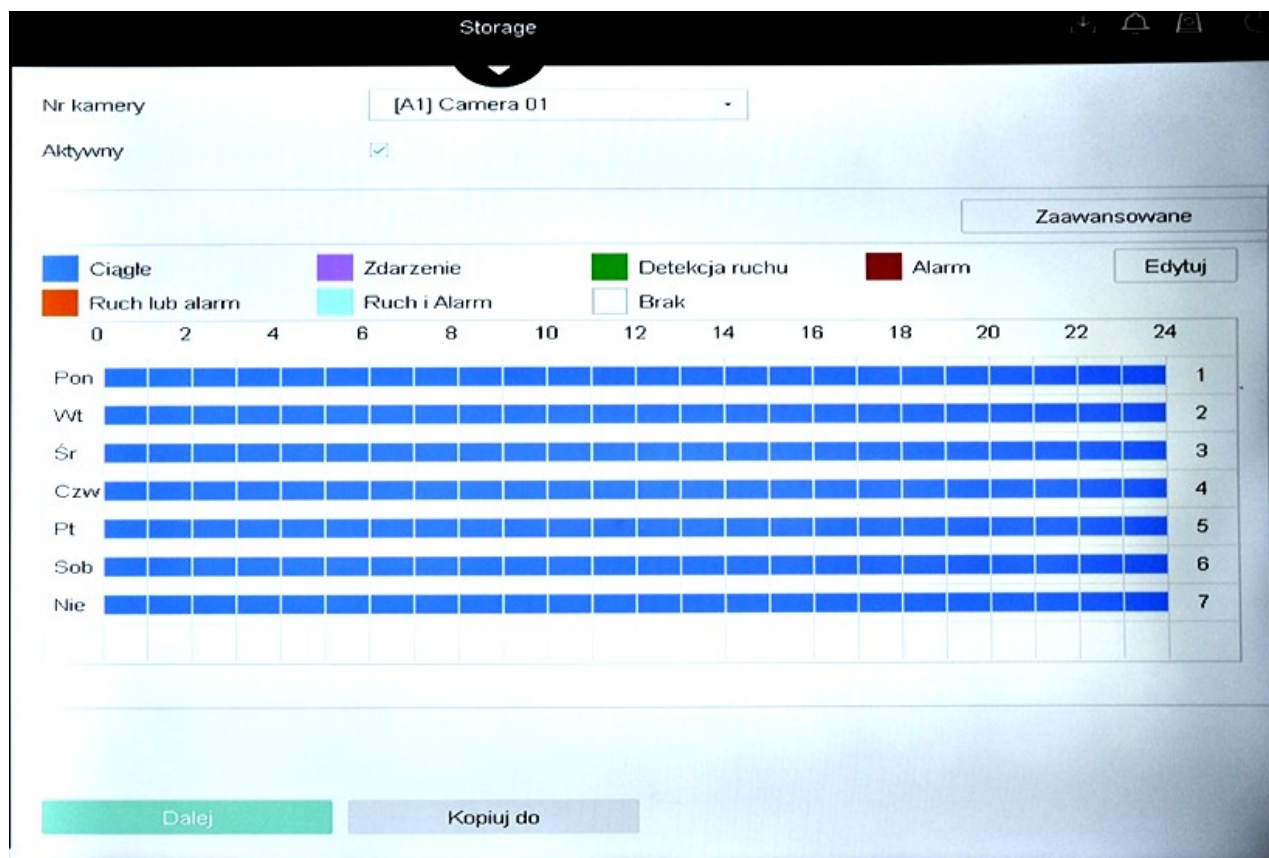 Storage
Nr kamery [A1] Camera 01
Aktywny
Zaawansowane
Ciągłe Zdarzenie Detekcja ruchu Alarm Edytuj
Ruch lub alarm Ruch i Alarm Brak
0 2 4 6 8 10 12 14 16 18 20 22 24
Pon 1
Wt 2
Śr 3
Czw 4
Pt 5
Sob 6
Nie 7
Dalej Kopiuj do